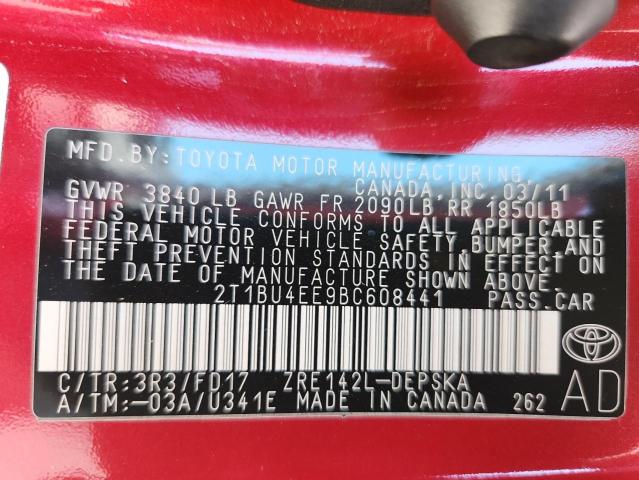 MFD. BY: TOYOTA MOTOR MANUFACTURING,
CANADA, INC. 03/11
GVWR 3840 LB GAWR FR 2090LB RR 1850LB
THIS VEHICLE CONFORMS TO ALL APPLICABLE
FEDERAL MOTOR VEHICLE SAFETY, BUMPER, AND
THEFT PREVENTION STANDARDS IN EFFECT ON
THE DATE OF MANUFACTURE SHOWN ABOVE.
2T1BU4EE9BC608441 PASS.CAR
C/TR:3R3/FD17 ZRE142L-DEPSKA
A/TM:-03A/U341E MADE IN CANADA 262
AD